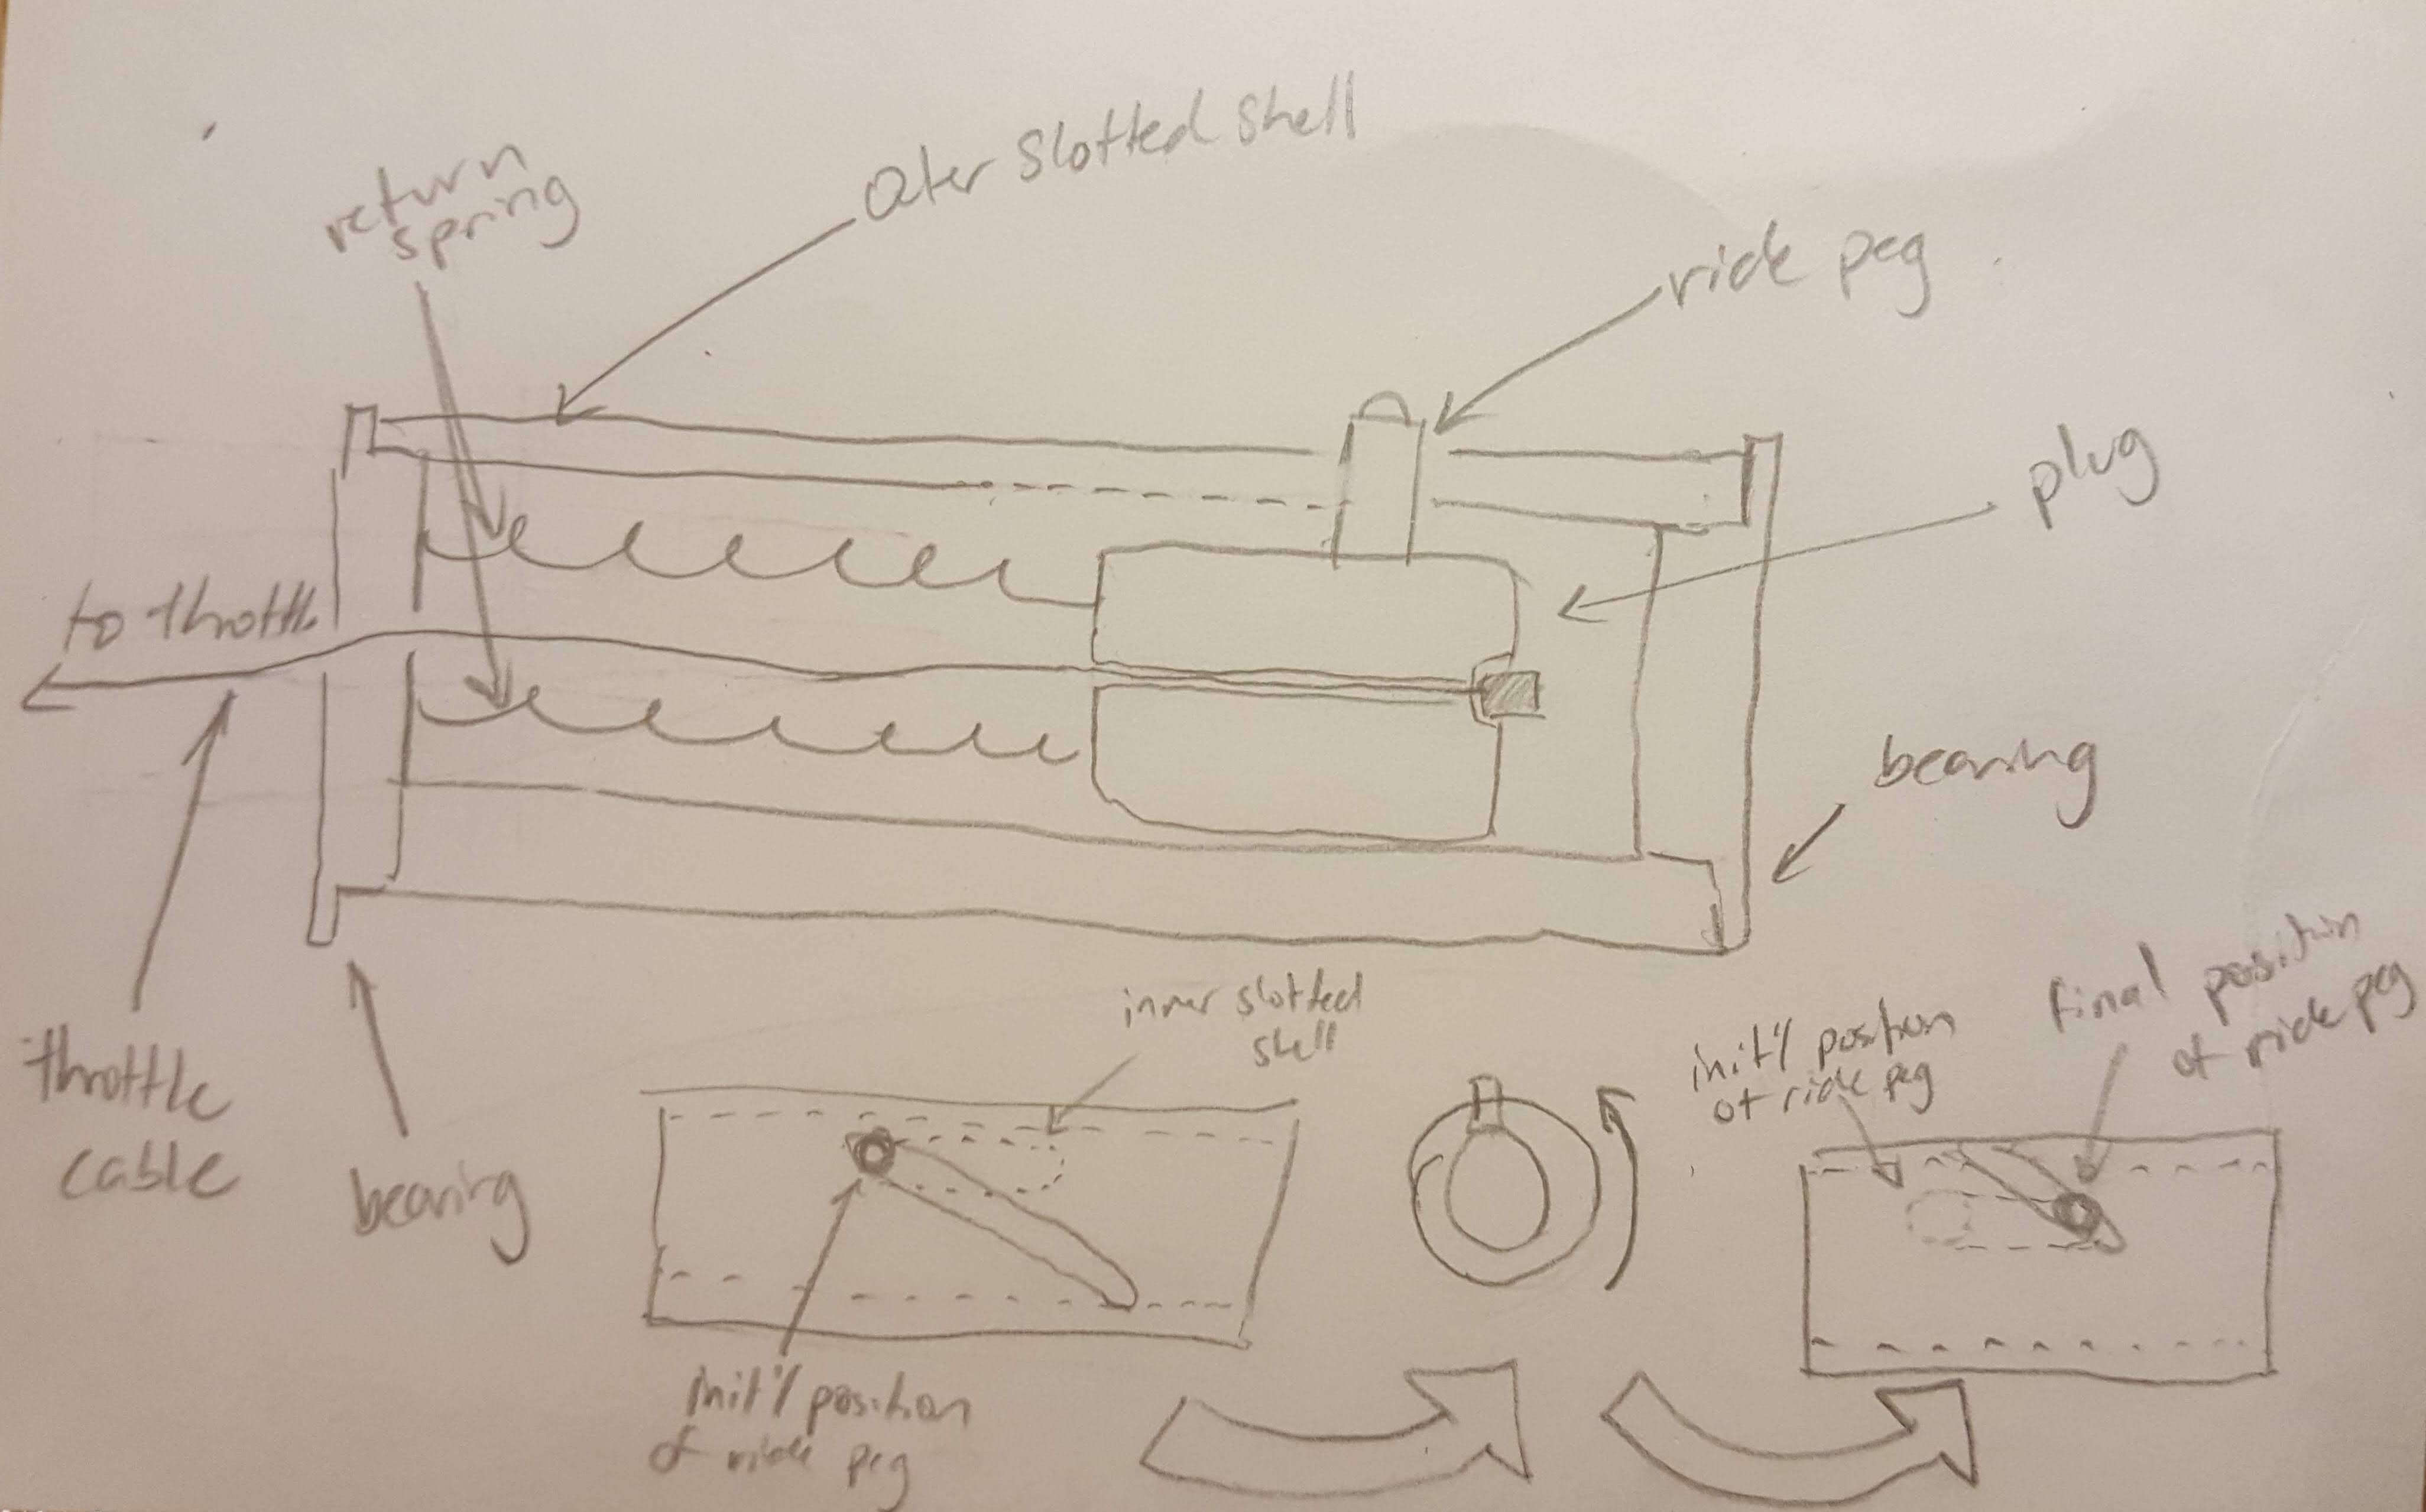 outer slotted shell
return
spring
ride peg
plug
to throttle
bearing
throttle
cable
bearing
inner slotted
shell
init'l position
of ride peg
init'l position
of ride peg
final position
of ride peg